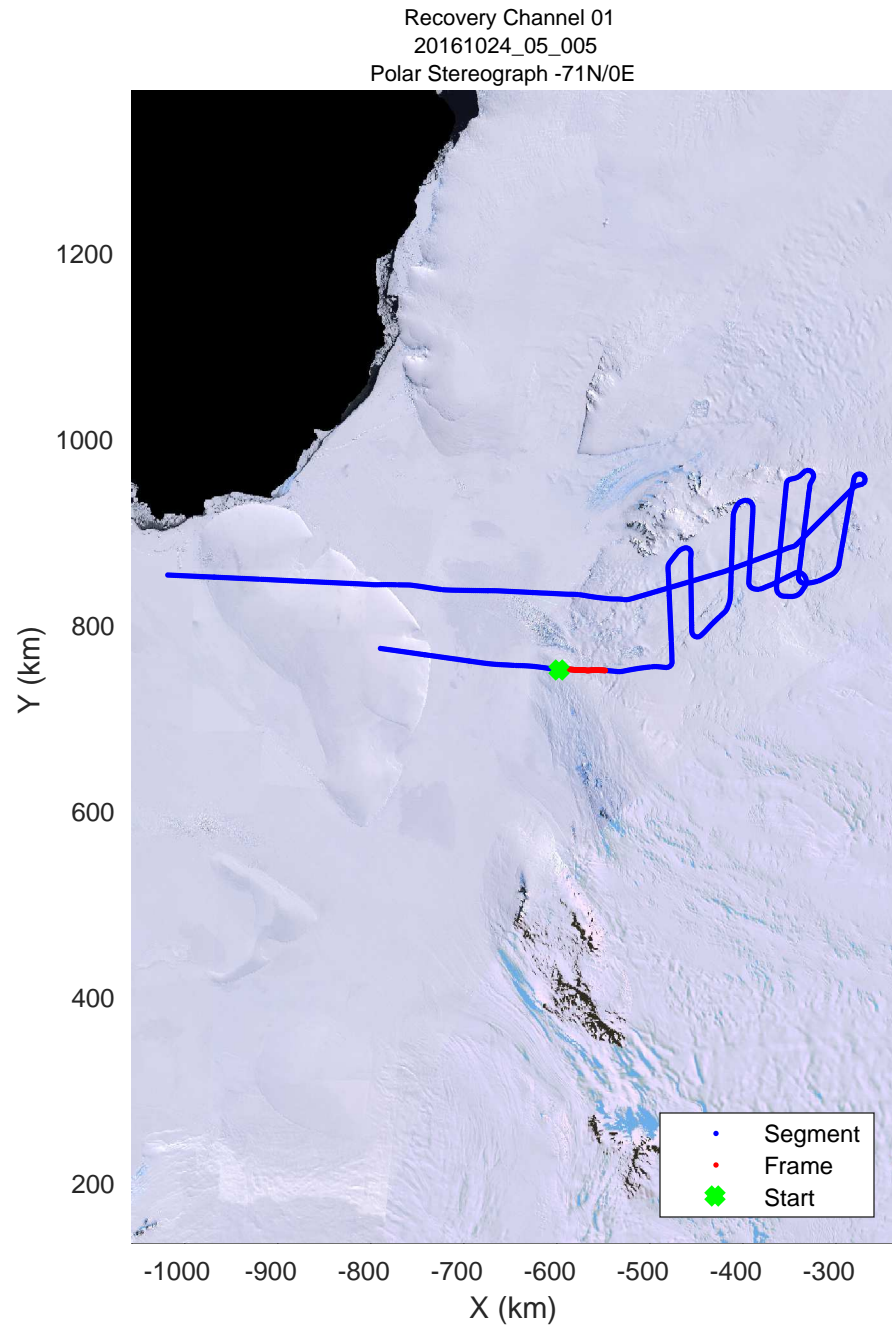 Recovery Channel 01
20161024_05_005
Polar Stereograph -71N/0E
1200
1000
800
600
400
200
Y (km)
-1000 -900 -800 -700 -600 -500 -400 -300
X (km)
Segment
Frame
Start